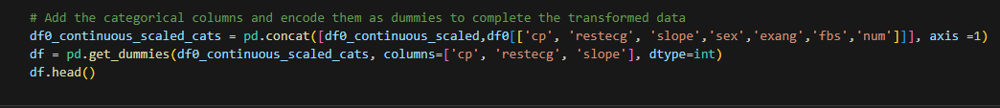 # Add the categorical columns and encode them as dummies to complete the transformed data
df0_continuous_scaled_cats = pd.concat([df0_continuous_scaled,df0[['cp', 'restecg', 'slope','sex','exang','fbs','num']]], axis =1)
df = pd.get_dummies(df0_continuous_scaled_cats, columns=['cp', 'restecg', 'slope'], dtype=int)
df.head()